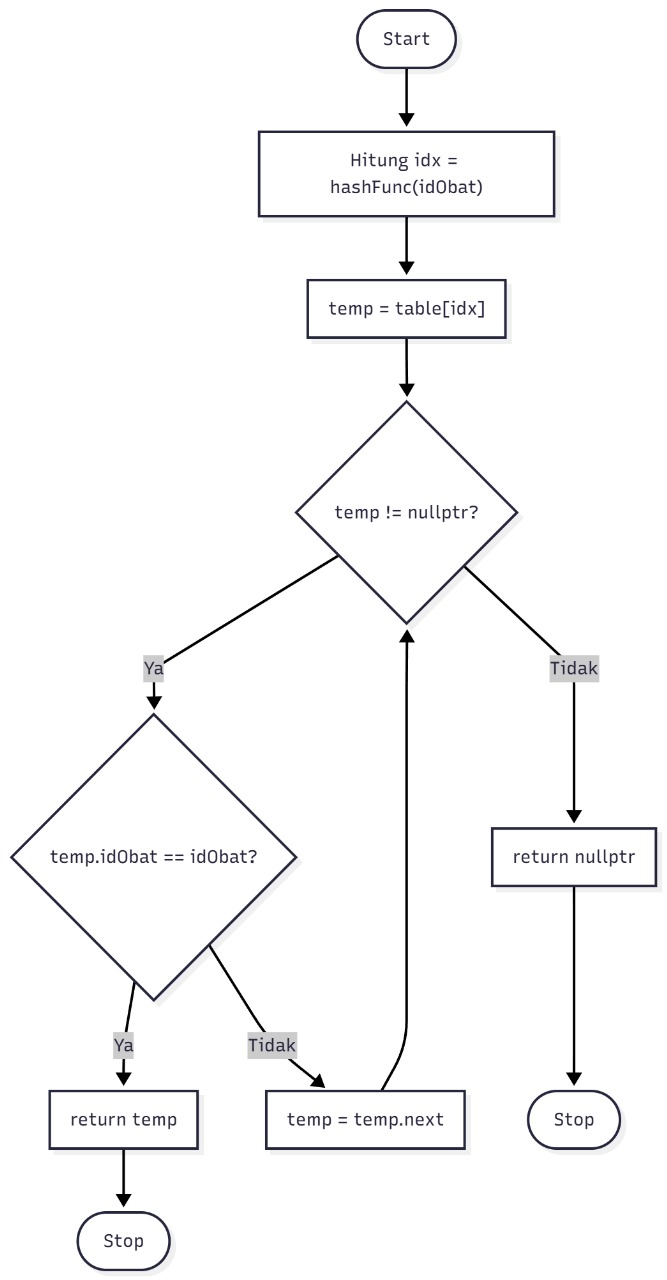 Start
Hitung idx =
hashFunc(idObat)
temp = table[idx]
temp != nullptr?
Ya
Tidak
temp.idObat == idObat?
return nullptr
Ya
Tidak
return temp
temp = temp.next
Stop
Stop